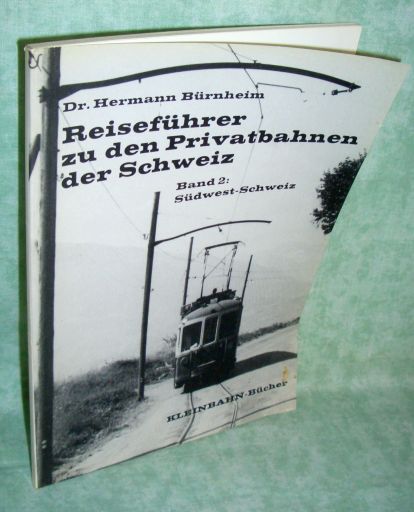 Dr. Hermann Bürnheim
Reiseführer
zu den Privatbahnen
der Schweiz
Band 2:
Südwest-Schweiz
KLEINBAHN-Bücher